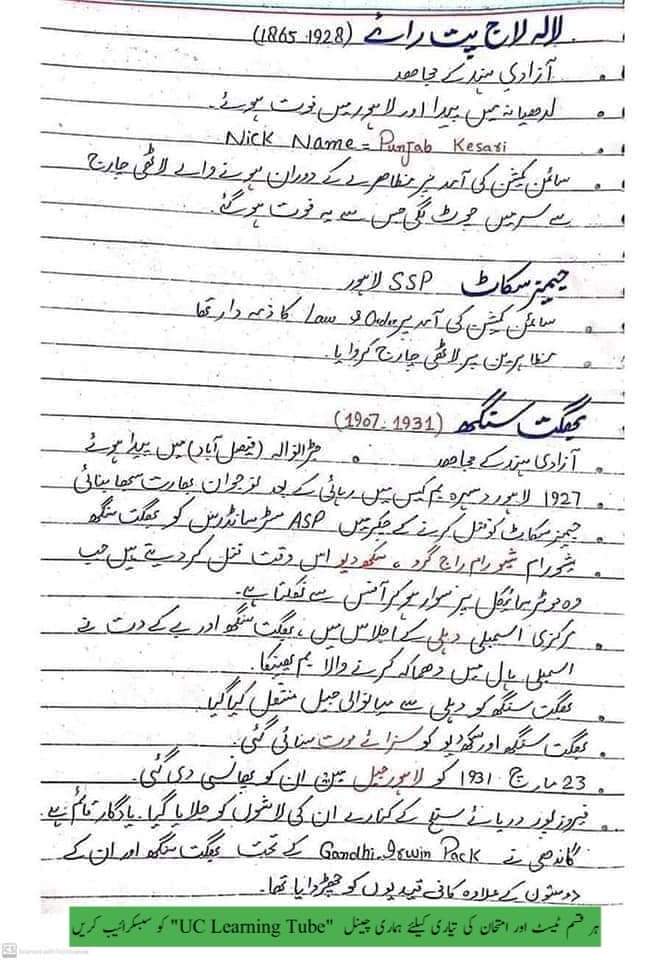 لالہ لاج پت رائے (1865-1928)
آزادی ہند کے مجاہد
لدھیانہ میں پیدا اور لاہور میں فوت ہوئے۔
Nick Name = Punjab Kesari
سائمن کمیشن کی آمد پر مظاہرے کے دوران ہونے والے لاٹھی چارج
سے سر میں چوٹ لگی جس سے یہ فوت ہو گئے۔
جیمز سکاٹ SSP لاہور
سائمن کمیشن کی آمد پر Law & Order کا ذمہ دار تھا
مظاہرین پر لاٹھی چارج کروایا۔
بھگت سنگھ (1907-1931)
آزادی ہند کے مجاہد • جڑانوالہ (فیصل آباد) میں پیدا ہوئے
1927 لاہور دسہرہ بم کیس میں رہائی کے بعد نوجوان بھارت سبھا بنائی
جیمز سکاٹ کو قتل کرنے کے چکر میں ASP سانڈرس کو بھگت سنگھ
شیورام راج گرو، سکھ دیو اس وقت قتل کر دیتے ہیں جب
وہ موٹر سائیکل پر سوار ہو کر آفس سے نکلتا ہے۔
مرکزی اسمبلی دہلی کے اجلاس میں، بھگت سنگھ اور بے کے دت نے
اسمبلی ہال میں دھماکہ کرنے والا بم پھینکا۔
بھگت سنگھ کو دہلی سے میانوالی جیل منتقل کیا گیا
بھگت سنگھ اور سکھ دیو کو سزائے موت سنائی گئی۔
23 مارچ 1931 کو لاہور جیل میں ان کو پھانسی دی گئی۔
فیروز پور دریائے ستلج کے کنارے ان کی لاشوں کو جلایا گیا۔ یادگار قائم ہے
گاندھی نے Gandhi-Irwin Pack کے تحت بھگت سنگھ اور ان کے
دوستوں کے علاوہ کافی قیدیوں کو چھڑوایا تھا۔
ہر قسم ٹیسٹ اور امتحان کی تیاری کیلئے ہماری چینل "UC Learning Tube" کو سبسکرائیب کریں
CS Scanned with CamScanner